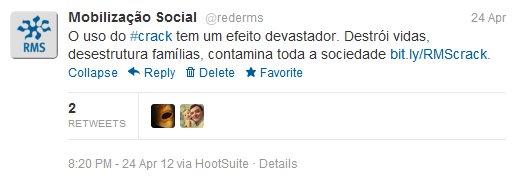 Mobilização Social @rederms 24 Apr
RMS
O uso do #crack tem um efeito devastador. Destrói vidas,
desestrutura famílias, contamina toda a sociedade bit.ly/RMScrack.
Collapse Reply Delete Favorite
2
RETWEETS
8:20 PM - 24 Apr 12 via HootSuite · Details